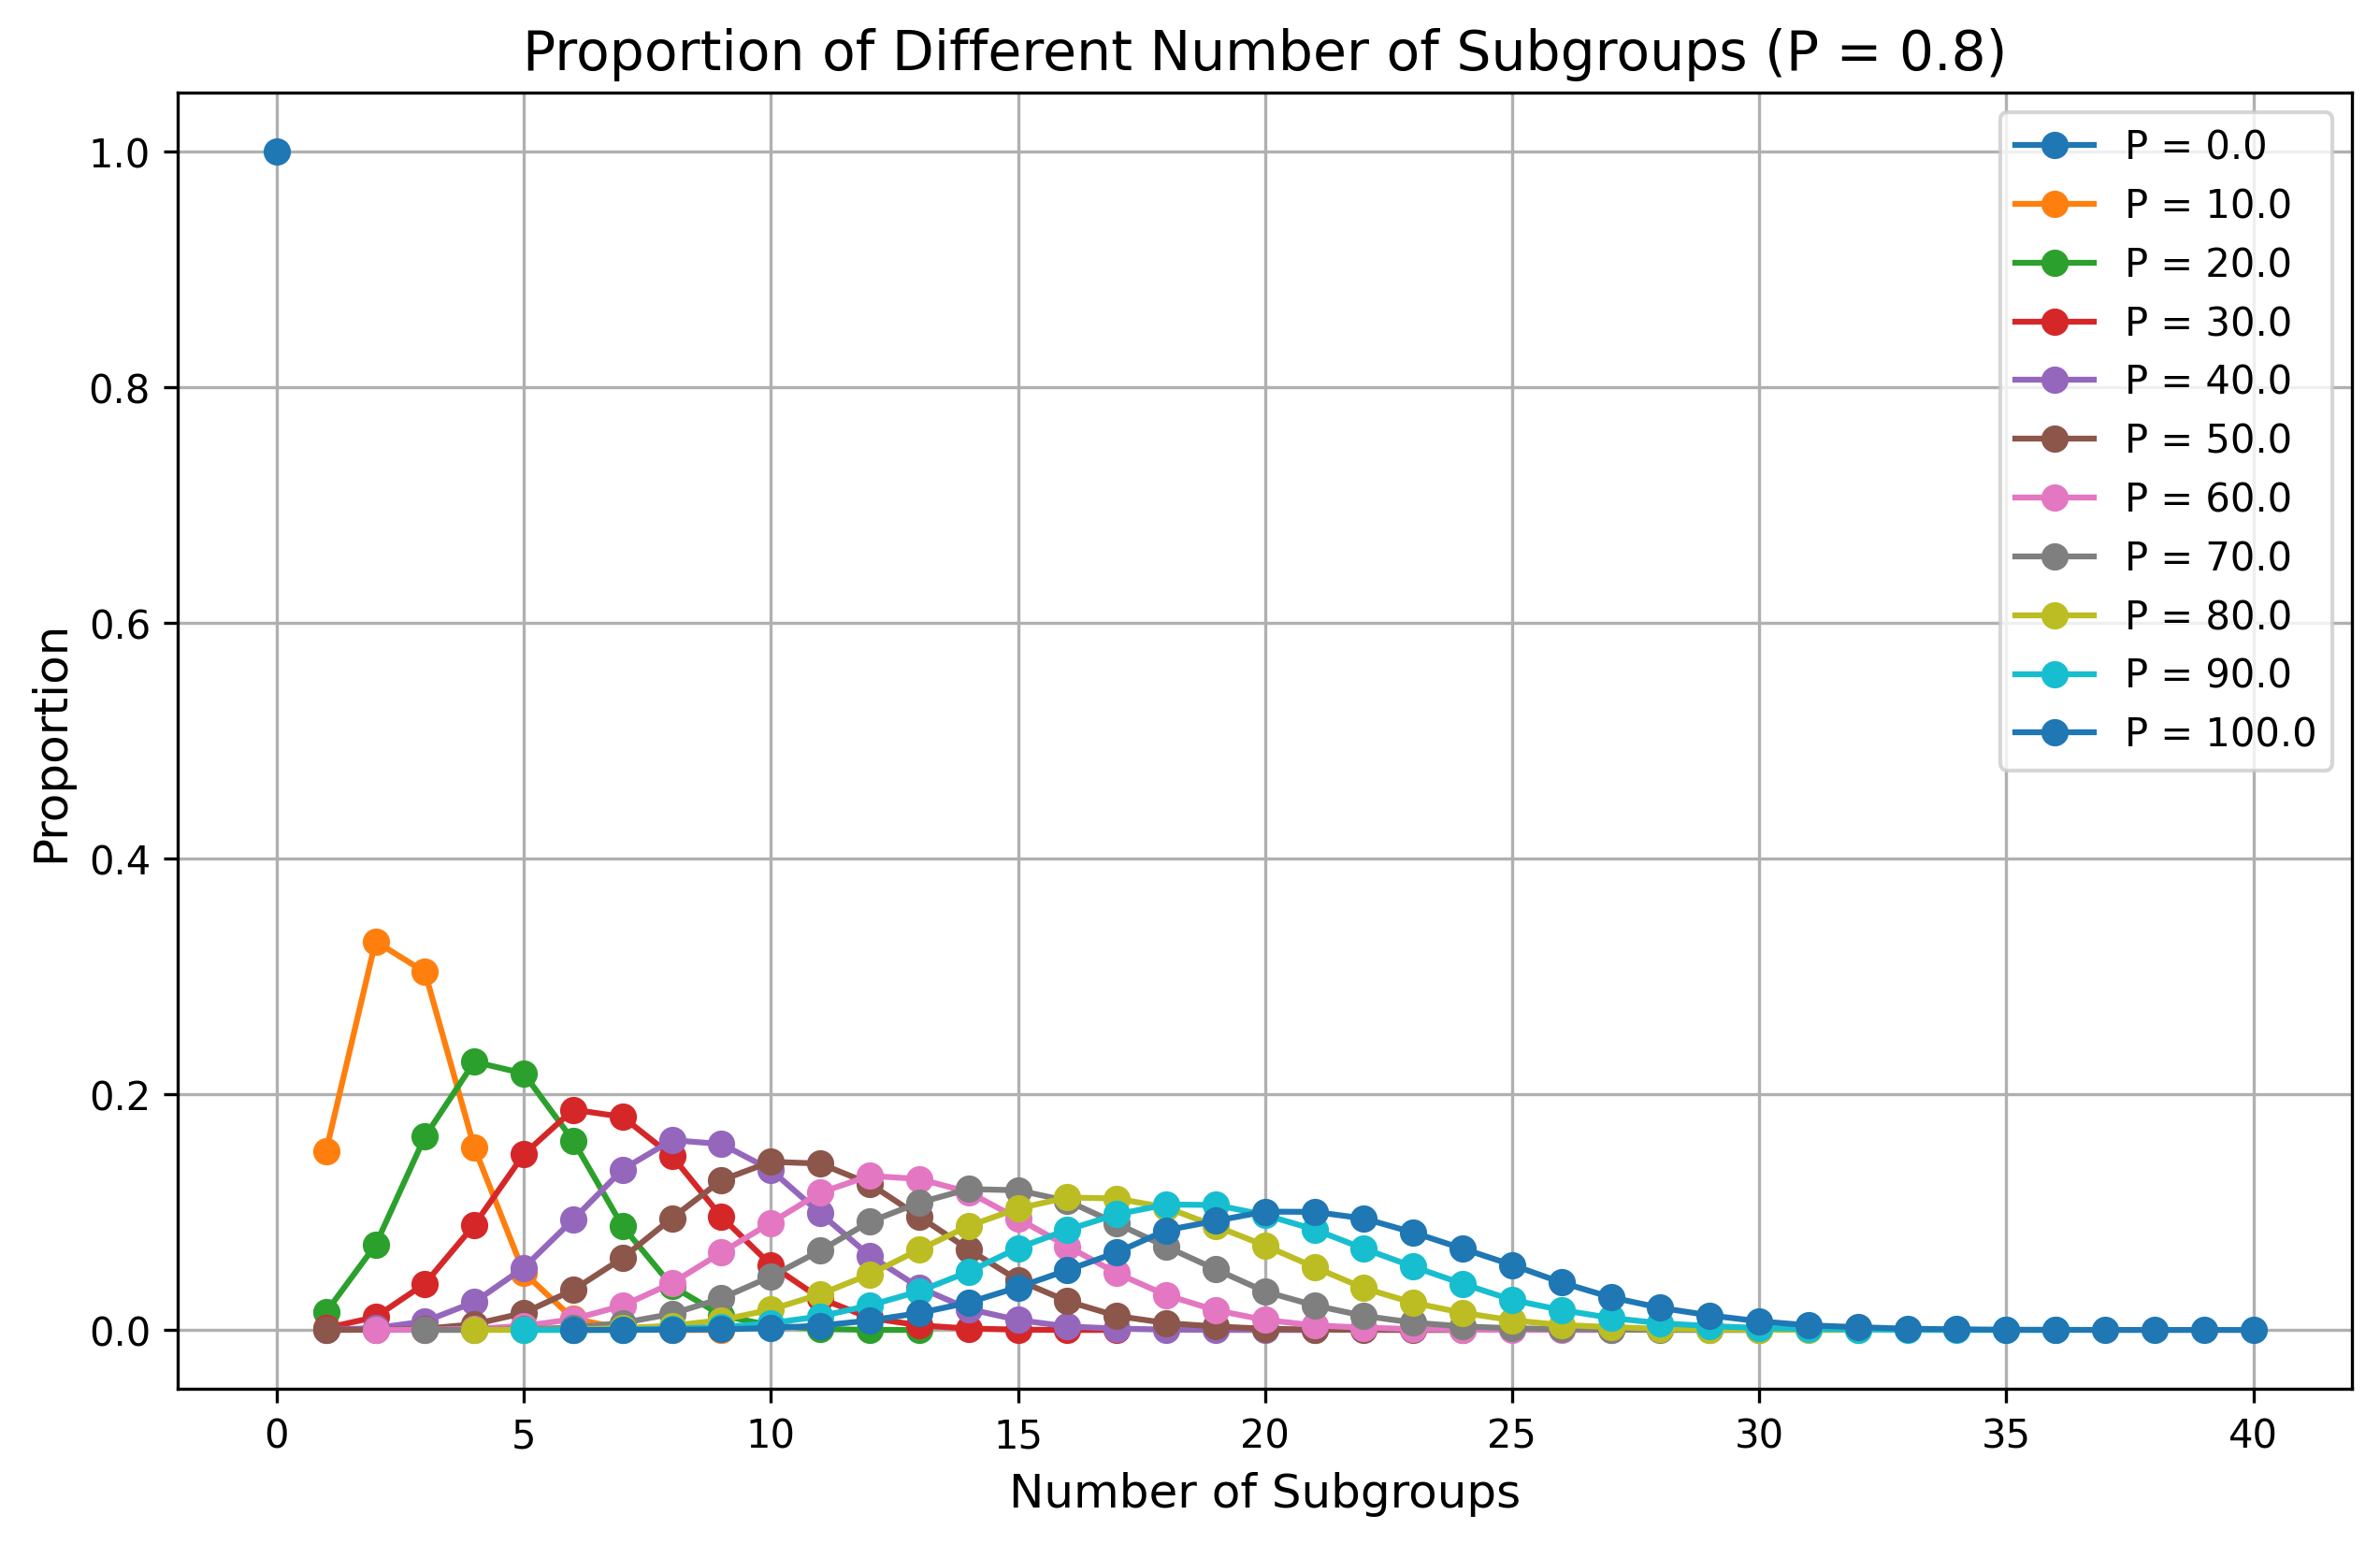 Proportion of Different Number of Subgroups (P = 0.8)
1.0
0.8
0.6
0.4
0.2
0.0
Proportion
P = 0.0
P = 10.0
P = 20.0
P = 30.0
P = 40.0
P = 50.0
P = 60.0
P = 70.0
P = 80.0
P = 90.0
P = 100.0
0 5 10 15 20 25 30 35 40
Number of Subgroups